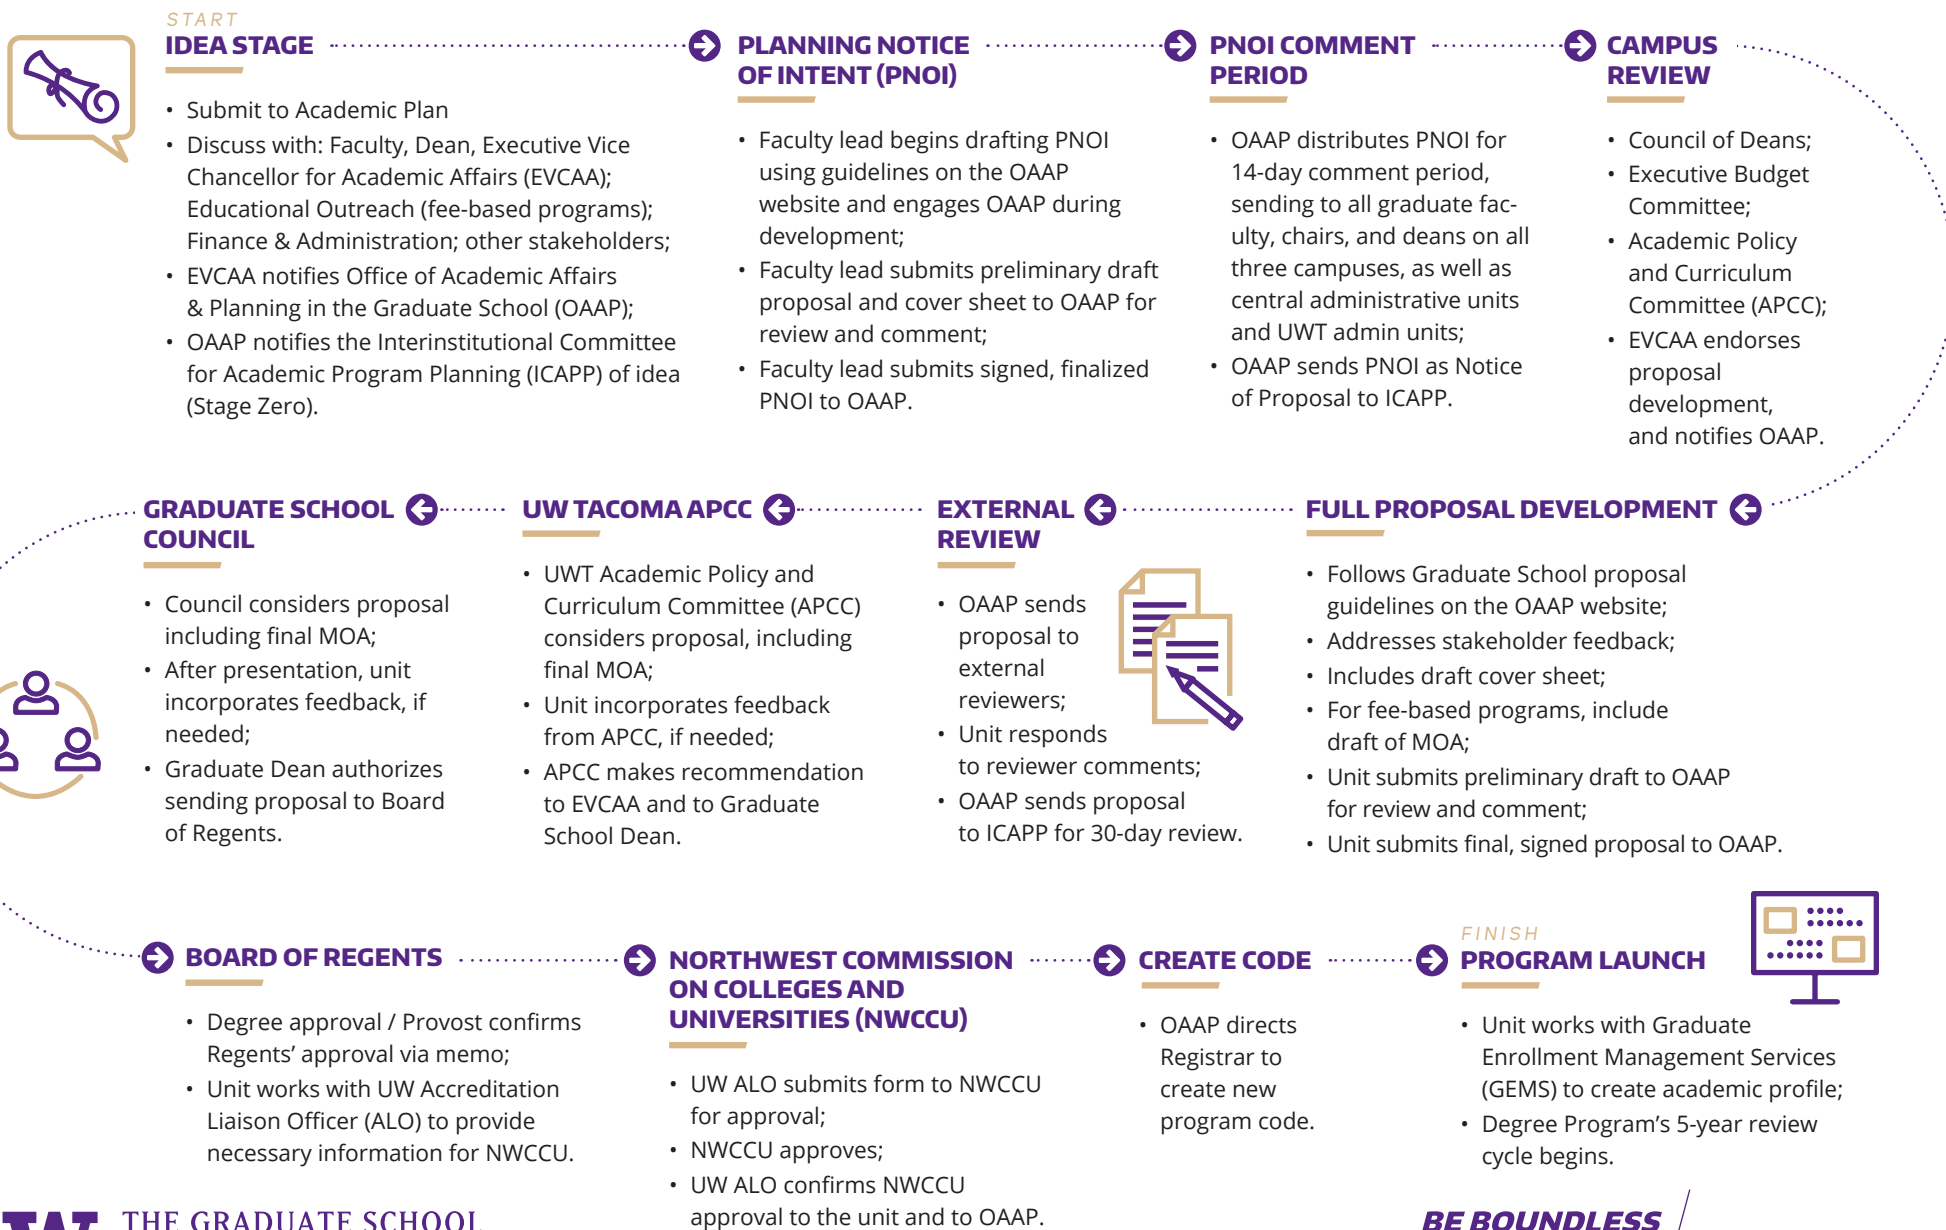 START
IDEA STAGE
• Submit to Academic Plan
• Discuss with: Faculty, Dean, Executive Vice
Chancellor for Academic Affairs (EVCAA);
Educational Outreach (fee-based programs);
Finance & Administration; other stakeholders;
• EVCAA notifies Office of Academic Affairs
& Planning in the Graduate School (OAAP);
• OAAP notifies the Interinstitutional Committee
for Academic Program Planning (ICAPP) of idea
(Stage Zero).
PLANNING NOTICE
OF INTENT (PNOI)
• Faculty lead begins drafting PNOI
using guidelines on the OAAP
website and engages OAAP during
development;
• Faculty lead submits preliminary draft
proposal and cover sheet to OAAP for
review and comment;
• Faculty lead submits signed, finalized
PNOI to OAAP.
PNOI COMMENT
PERIOD
• OAAP distributes PNOI for
14-day comment period,
sending to all graduate fac-
ulty, chairs, and deans on all
three campuses, as well as
central administrative units
and UWT admin units;
• OAAP sends PNOI as Notice
of Proposal to ICAPP.
CAMPUS
REVIEW
• Council of Deans;
• Executive Budget
Committee;
• Academic Policy
and Curriculum
Committee (APCC);
• EVCAA endorses
proposal
development,
and notifies OAAP.
FULL PROPOSAL DEVELOPMENT
• Follows Graduate School proposal
guidelines on the OAAP website;
• Addresses stakeholder feedback;
• Includes draft cover sheet;
• For fee-based programs, include
draft of MOA;
• Unit submits preliminary draft to OAAP
for review and comment;
• Unit submits final, signed proposal to OAAP.
EXTERNAL
REVIEW
• OAAP sends
proposal to
external
reviewers;
• Unit responds
to reviewer comments;
• OAAP sends proposal
to ICAPP for 30-day review.
UW TACOMA APCC
• UWT Academic Policy and
Curriculum Committee (APCC)
considers proposal, including
final MOA;
• Unit incorporates feedback
from APCC, if needed;
• APCC makes recommendation
to EVCAA and to Graduate
School Dean.
GRADUATE SCHOOL
COUNCIL
• Council considers proposal
including final MOA;
• After presentation, unit
incorporates feedback, if
needed;
• Graduate Dean authorizes
sending proposal to Board
of Regents.
BOARD OF REGENTS
• Degree approval / Provost confirms
Regents’ approval via memo;
• Unit works with UW Accreditation
Liaison Officer (ALO) to provide
necessary information for NWCCU.
NORTHWEST COMMISSION
ON COLLEGES AND
UNIVERSITIES (NWCCU)
• UW ALO submits form to NWCCU
for approval;
• NWCCU approves;
• UW ALO confirms NWCCU
approval to the unit and to OAAP.
CREATE CODE
• OAAP directs
Registrar to
create new
program code.
FINISH
PROGRAM LAUNCH
• Unit works with Graduate
Enrollment Management Services
(GEMS) to create academic profile;
• Degree Program’s 5-year review
cycle begins.
W THE GRADUATE SCHOOL
BE BOUNDLESS